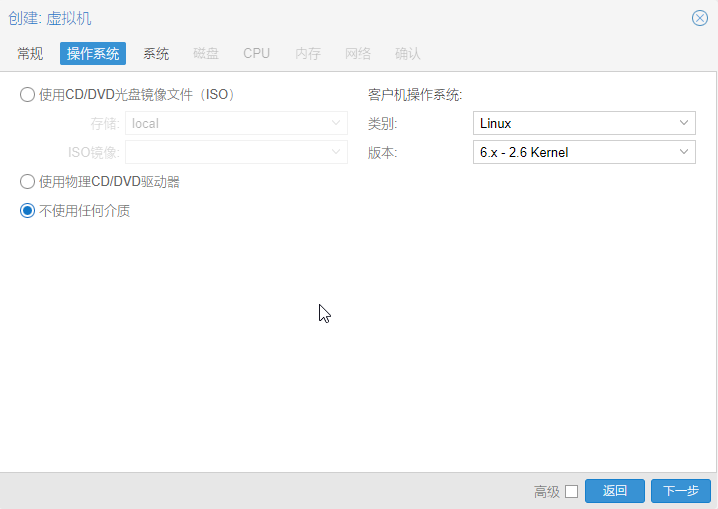 创建: 虚拟机
常规 操作系统 系统 磁盘 CPU 内存 网络 确认
使用CD/DVD光盘镜像文件（ISO） 客户机操作系统:
存储: local 类别: Linux
ISO镜像: 版本: 6.x - 2.6 Kernel
使用物理CD/DVD驱动器
不使用任何介质
高级 返回 下一步